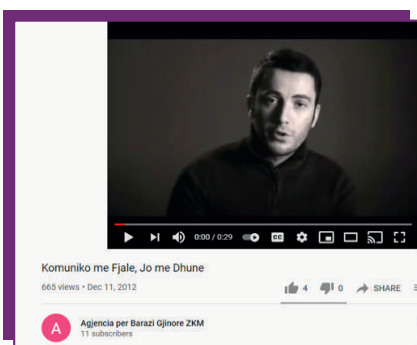 0:00 / 0:29
CC
Komuniko me Fjale, Jo me Dhune
665 views • Dec 11, 2012
4 0 SHARE
A
Agjencia per Barazi Gjinore ZKM
11 subscribers